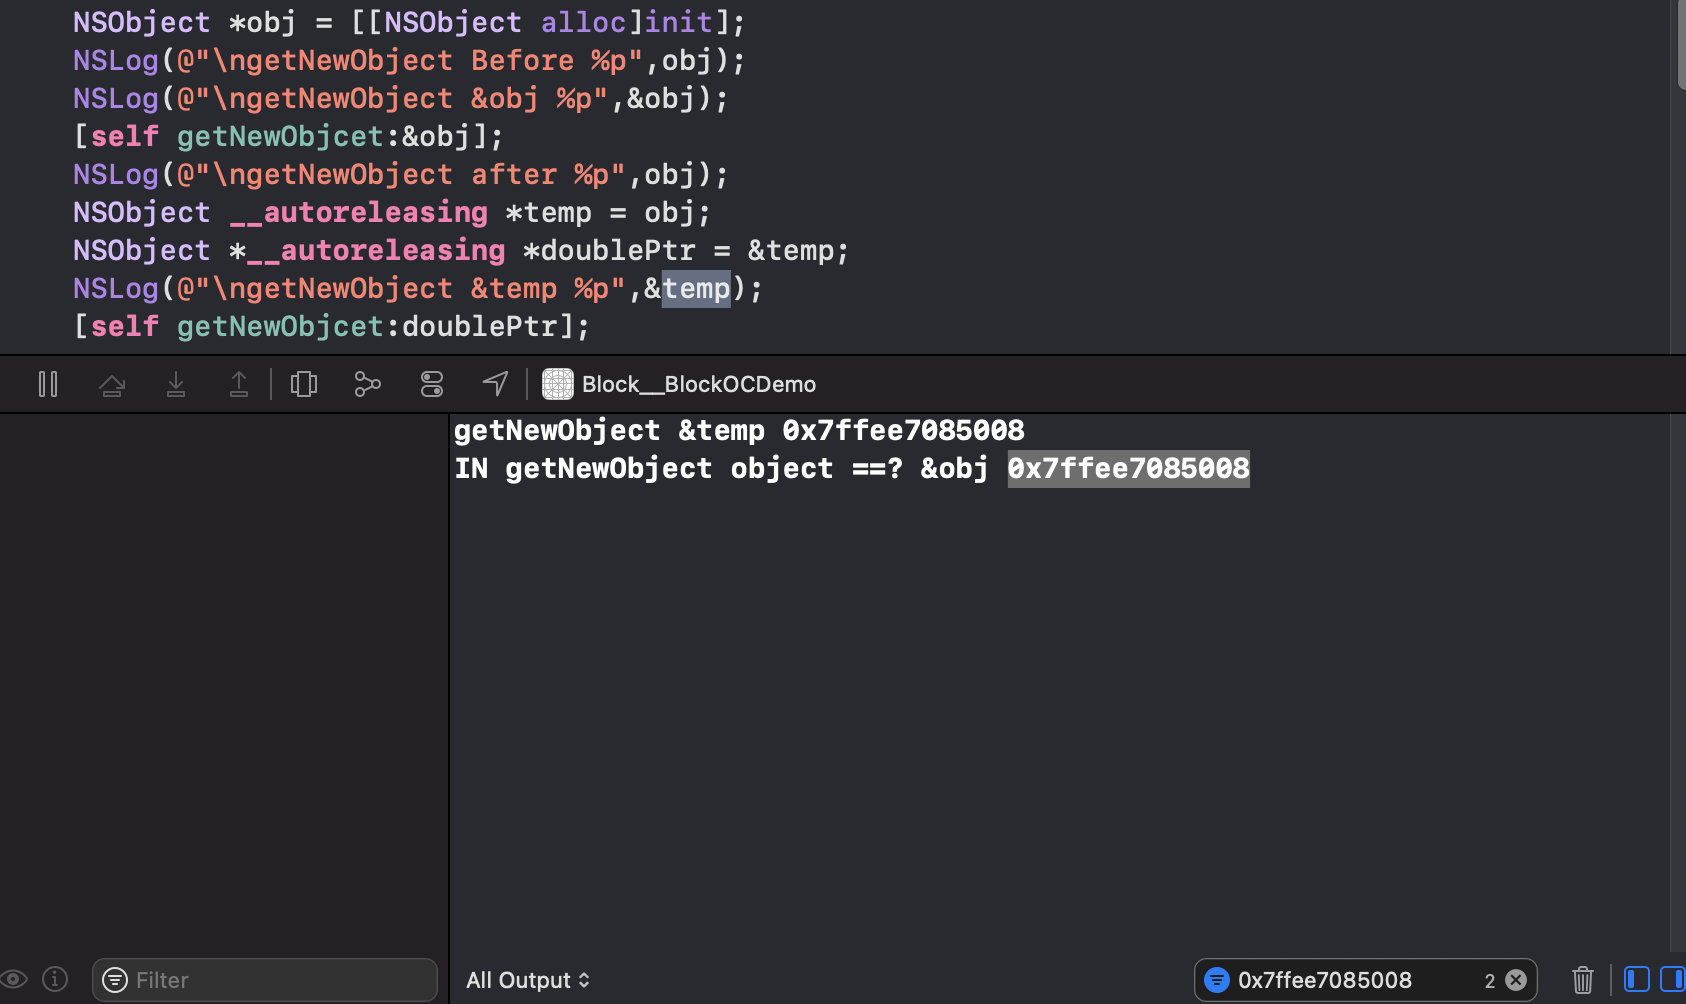 NSObject *obj = [[NSObject alloc]init];
NSLog(@"\ngetNewObject Before %p",obj);
NSLog(@"\ngetNewObject &obj %p",&obj);
[self getNewObjcet:&obj];
NSLog(@"\ngetNewObject after %p",obj);
NSObject __autoreleasing *temp = obj;
NSObject *__autoreleasing *doublePtr = &temp;
NSLog(@"\ngetNewObject &temp %p",&temp);
[self getNewObjcet:doublePtr];
Block__BlockOCDemo
getNewObject &temp 0x7ffee7085008
IN getNewObject object ==? &obj 0x7ffee7085008
Filter
All Output
0x7ffee7085008 2